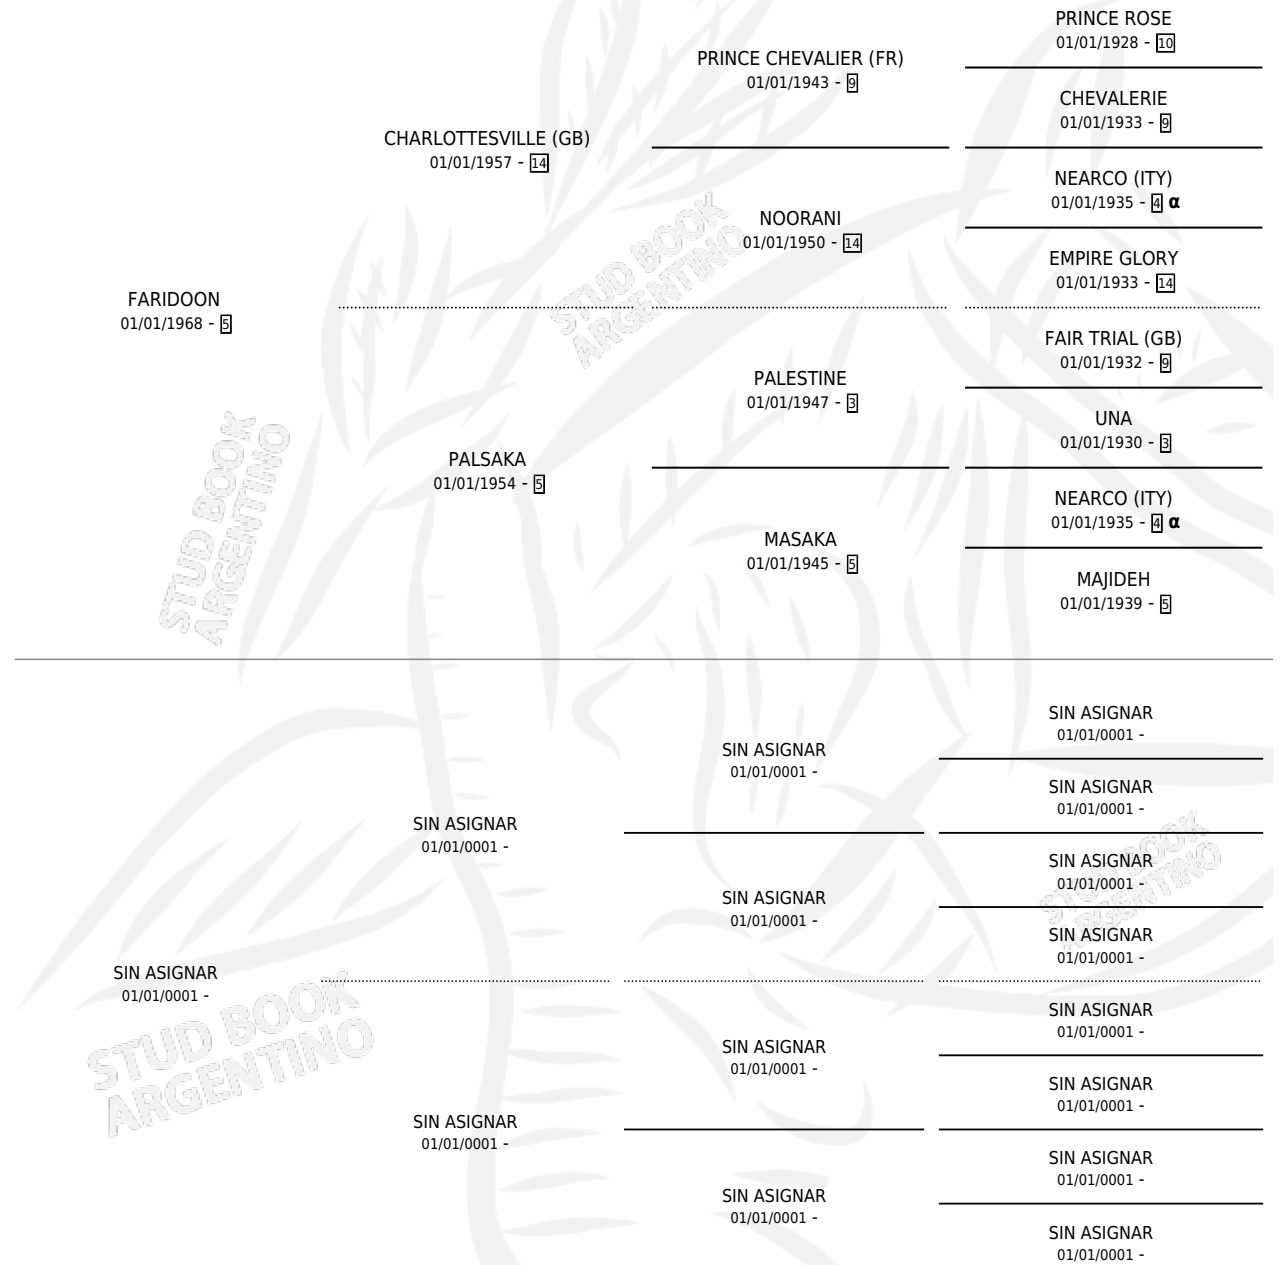 PRINCE ROSE
01/01/1928 - 10
PRINCE CHEVALIER (FR)
01/01/1943 - 9
CHEVALERIE
01/01/1933 - 9
CHARLOTTESVILLE (GB)
01/01/1957 - 14
NEARCO (ITY)
01/01/1935 - 4 α
NOORANI
01/01/1950 - 14
EMPIRE GLORY
01/01/1933 - 14
FARIDOON
01/01/1968 - 5
FAIR TRIAL (GB)
01/01/1932 - 9
PALESTINE
01/01/1947 - 3
UNA
01/01/1930 - 3
PALSAKA
01/01/1954 - 5
NEARCO (ITY)
01/01/1935 - 4 α
MASAKA
01/01/1945 - 5
MAJIDEH
01/01/1939 - 5
STUD BOOK
ARGENTINO
STUD BOOK
ARGENTINO
SIN ASIGNAR
01/01/0001 -
SIN ASIGNAR
01/01/0001 -
SIN ASIGNAR
01/01/0001 -
SIN ASIGNAR
01/01/0001 -
SIN ASIGNAR
01/01/0001 -
SIN ASIGNAR
01/01/0001 -
SIN ASIGNAR
01/01/0001 -
SIN ASIGNAR
01/01/0001 -
SIN ASIGNAR
01/01/0001 -
SIN ASIGNAR
01/01/0001 -
SIN ASIGNAR
01/01/0001 -
SIN ASIGNAR
01/01/0001 -
SIN ASIGNAR
01/01/0001 -
SIN ASIGNAR
01/01/0001 -
SIN ASIGNAR
01/01/0001 -
STUD BOOK
ARGENTINO
STUD BOOK
ARGENTINO